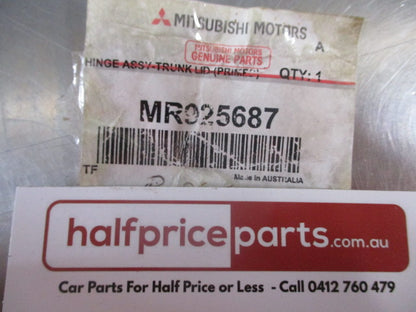 MITSUBISHI MOTORS
A
MITSUBISHI MOTORS
GENUINE PARTS
HINGE ASSY-TRUNK LID QTY: 1
MR925687
TF
Made In AUSTRALIA
halfpriceparts.com.au
Car Parts For Half Price or Less - Call 0412 760 479